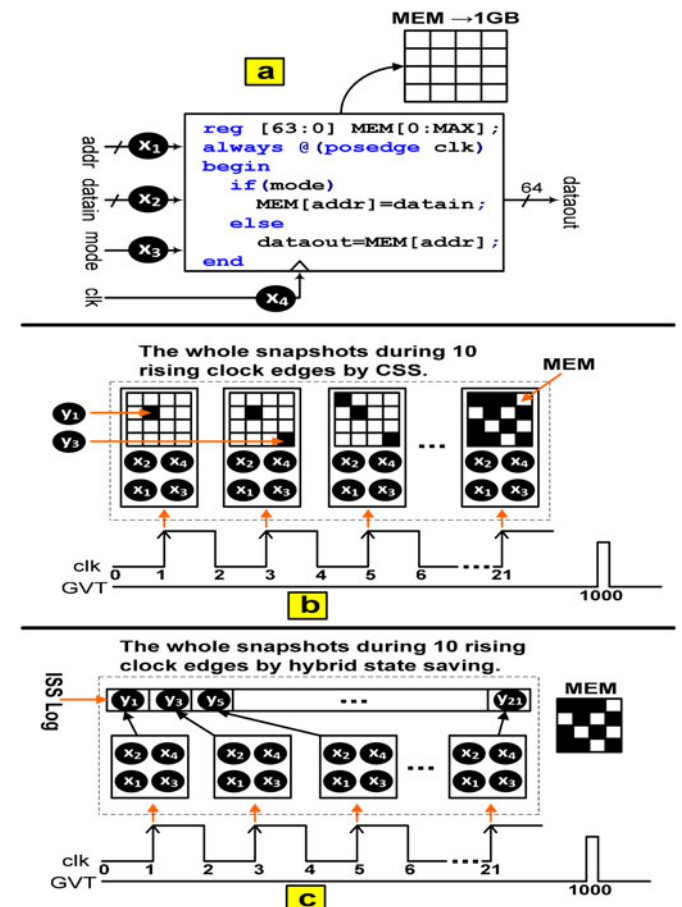 MEM →1GB
a
reg [63:0] MEM[0:MAX];
always @(posedge clk)
begin
if(mode)
MEM[addr]=datain;
else
dataout=MEM[addr];
end
addr
datain
mode
clk
x1
x2
x3
x4
64
dataout
The whole snapshots during 10
rising clock edges by CSS.
MEM
y1
y3
x2 x4 x2 x4 x2 x4 ... x2 x4
x1 x3 x1 x3 x1 x3 x1 x3
clk
0 1 2 3 4 5 6 21
GVT
1000
b
The whole snapshots during 10 rising
clock edges by hybrid state saving.
ISS Log
y1 y3 y5 ... y21
MEM
x2 x4 x2 x4 x2 x4 ... x2 x4
x1 x3 x1 x3 x1 x3 x1 x3
clk
0 1 2 3 4 5 6 21
GVT
1000
c